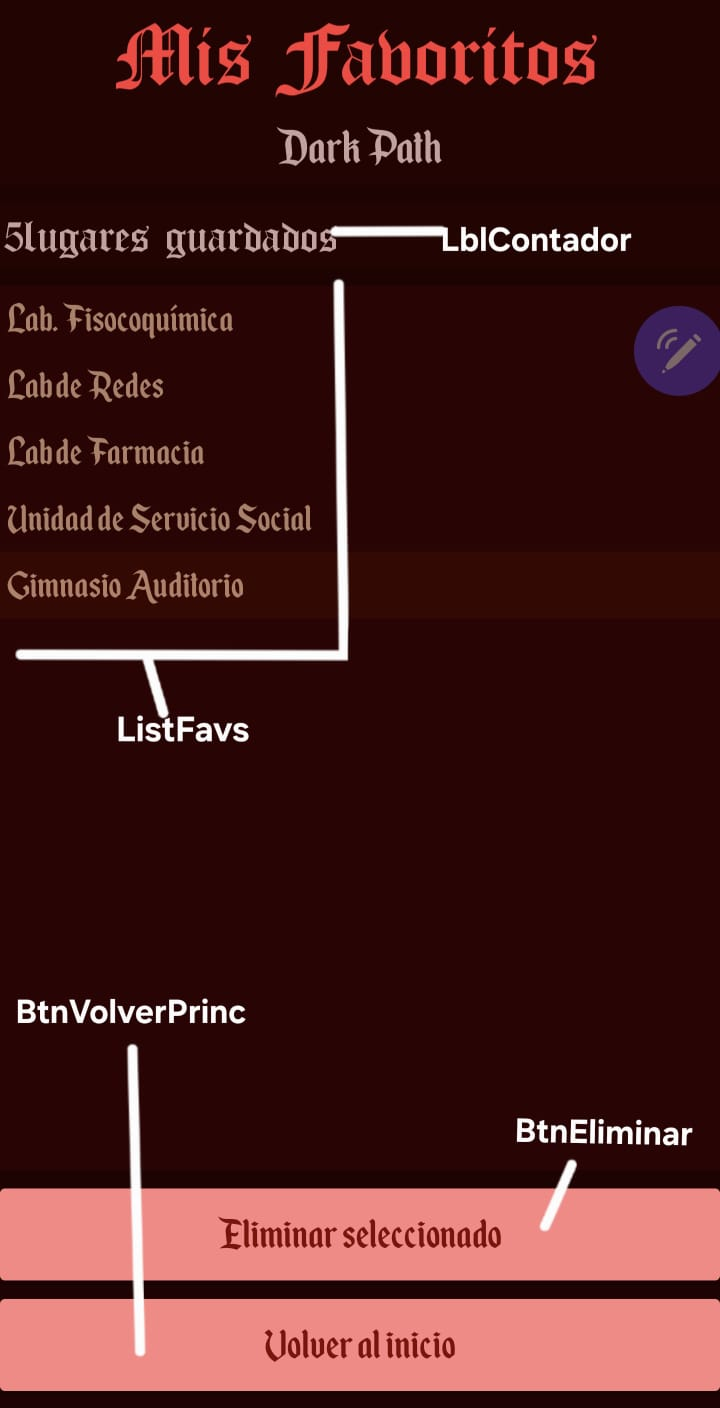 Mis Favoritos
Dark Path
5lugares guardados LblContador
Lab. Fisocoquímica
Lab de Redes
Lab de Farmacia
Unidad de Servicio Social
Gimnasio Auditorio
ListFavs
BtnVolverPrinc
BtnEliminar
Eliminar seleccionado
Volver al inicio